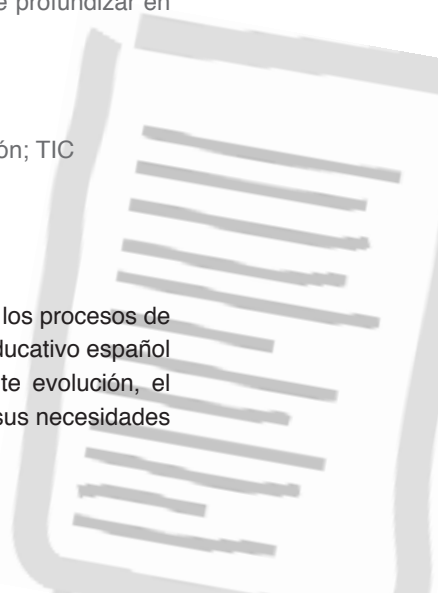 profundizar en
ón; TIC
los procesos de
ducativo español
te evolución, el
sus necesidades